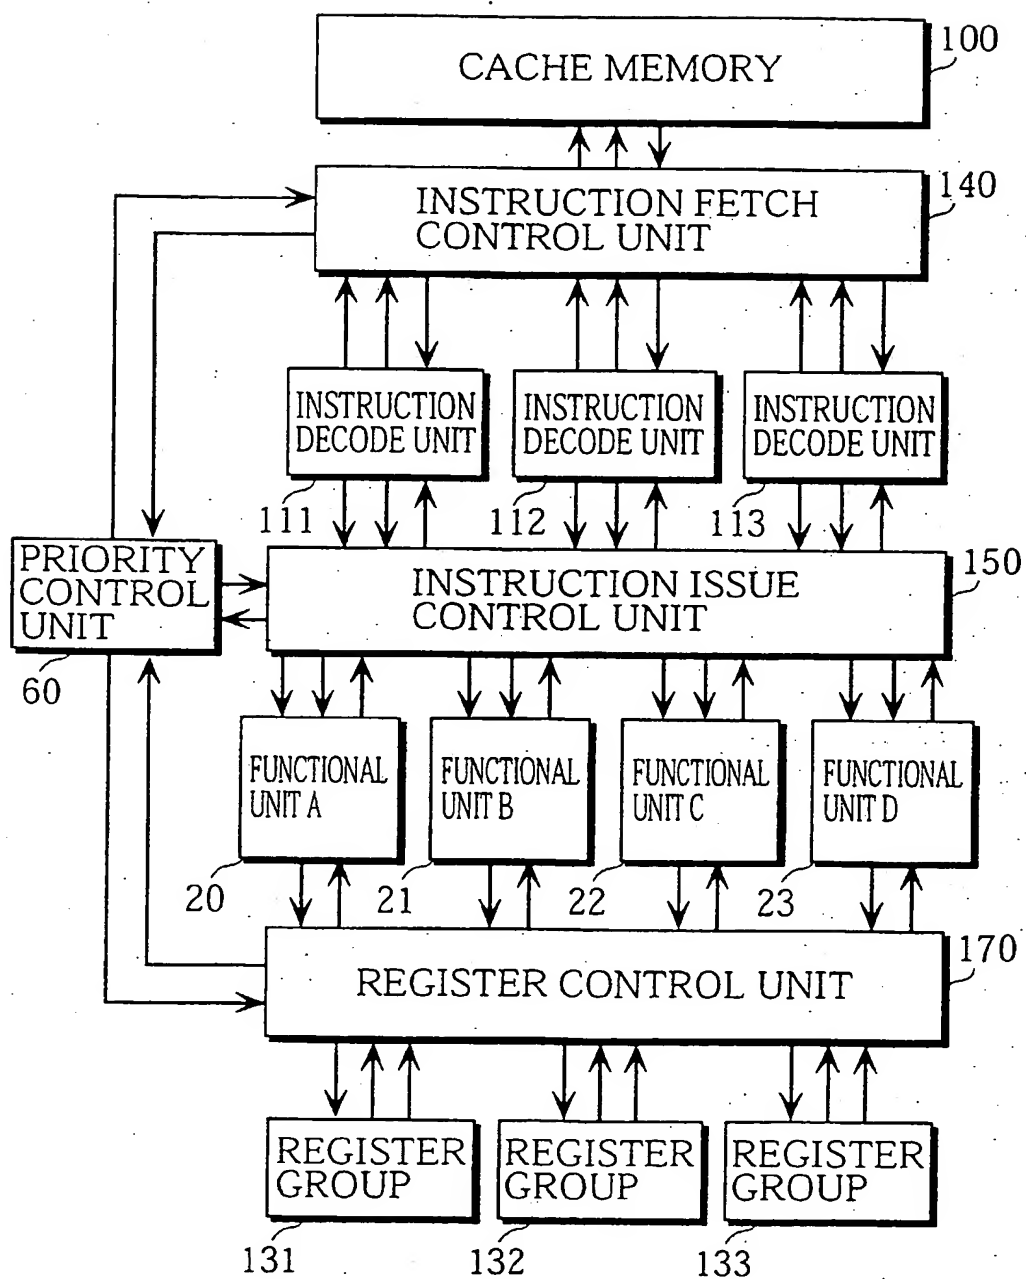 CACHE MEMORY
100
INSTRUCTION FETCH
CONTROL UNIT
140
INSTRUCTION
DECODE UNIT
111
INSTRUCTION
DECODE UNIT
112
INSTRUCTION
DECODE UNIT
113
PRIORITY
CONTROL
UNIT
60
INSTRUCTION ISSUE
CONTROL UNIT
150
FUNCTIONAL
UNIT A
20
FUNCTIONAL
UNIT B
21
FUNCTIONAL
UNIT C
22
FUNCTIONAL
UNIT D
23
REGISTER CONTROL UNIT
170
REGISTER
GROUP
131
REGISTER
GROUP
132
REGISTER
GROUP
133